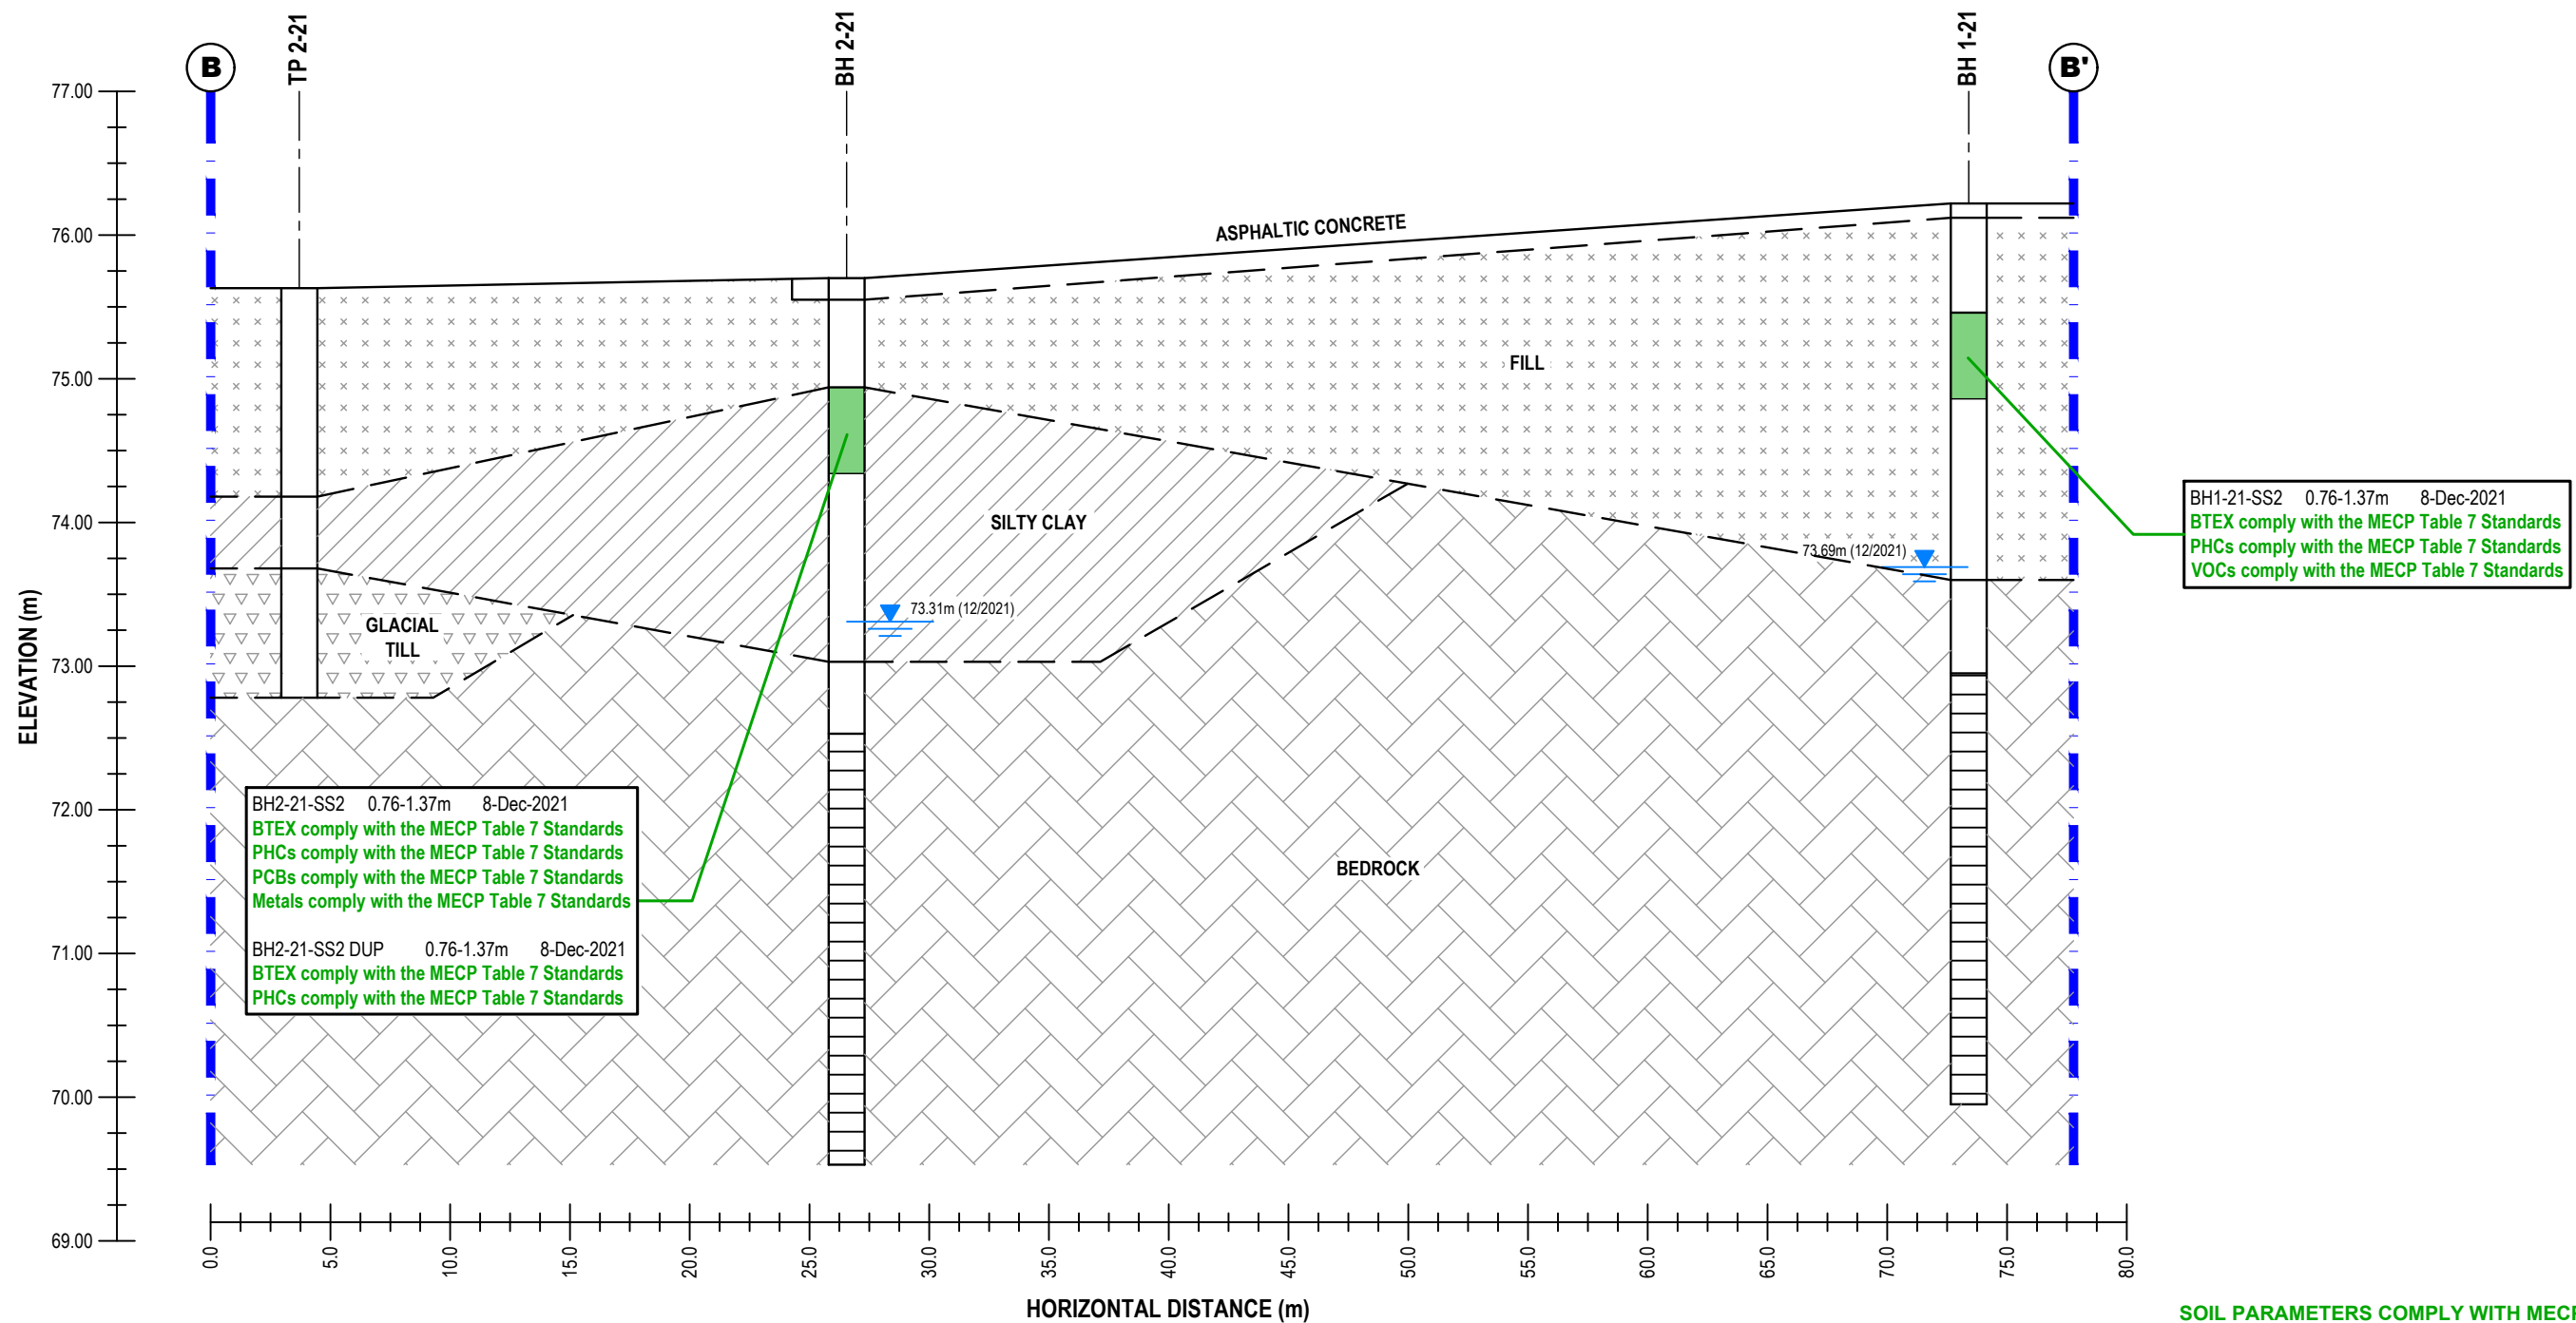 B
TP 2-21
BH 2-21
BH 1-21
B'
77.00
76.00
75.00
74.00
73.00
72.00
71.00
70.00
69.00
ELEVATION (m)
ASPHALTIC CONCRETE
FILL
SILTY CLAY
GLACIAL
TILL
BEDROCK
73.31m (12/2021)
73.69m (12/2021)
BH1-21-SS2 0.76-1.37m 8-Dec-2021
BTEX comply with the MECP Table 7 Standards
PHCs comply with the MECP Table 7 Standards
VOCs comply with the MECP Table 7 Standards
BH2-21-SS2 0.76-1.37m 8-Dec-2021
BTEX comply with the MECP Table 7 Standards
PHCs comply with the MECP Table 7 Standards
PCBs comply with the MECP Table 7 Standards
Metals comply with the MECP Table 7 Standards
BH2-21-SS2 DUP 0.76-1.37m 8-Dec-2021
BTEX comply with the MECP Table 7 Standards
PHCs comply with the MECP Table 7 Standards
0.0
5.0
10.0
15.0
20.0
25.0
30.0
35.0
40.0
45.0
50.0
55.0
60.0
65.0
70.0
75.0
80.0
HORIZONTAL DISTANCE (m)
SOIL PARAMETERS COMPLY WITH MECP